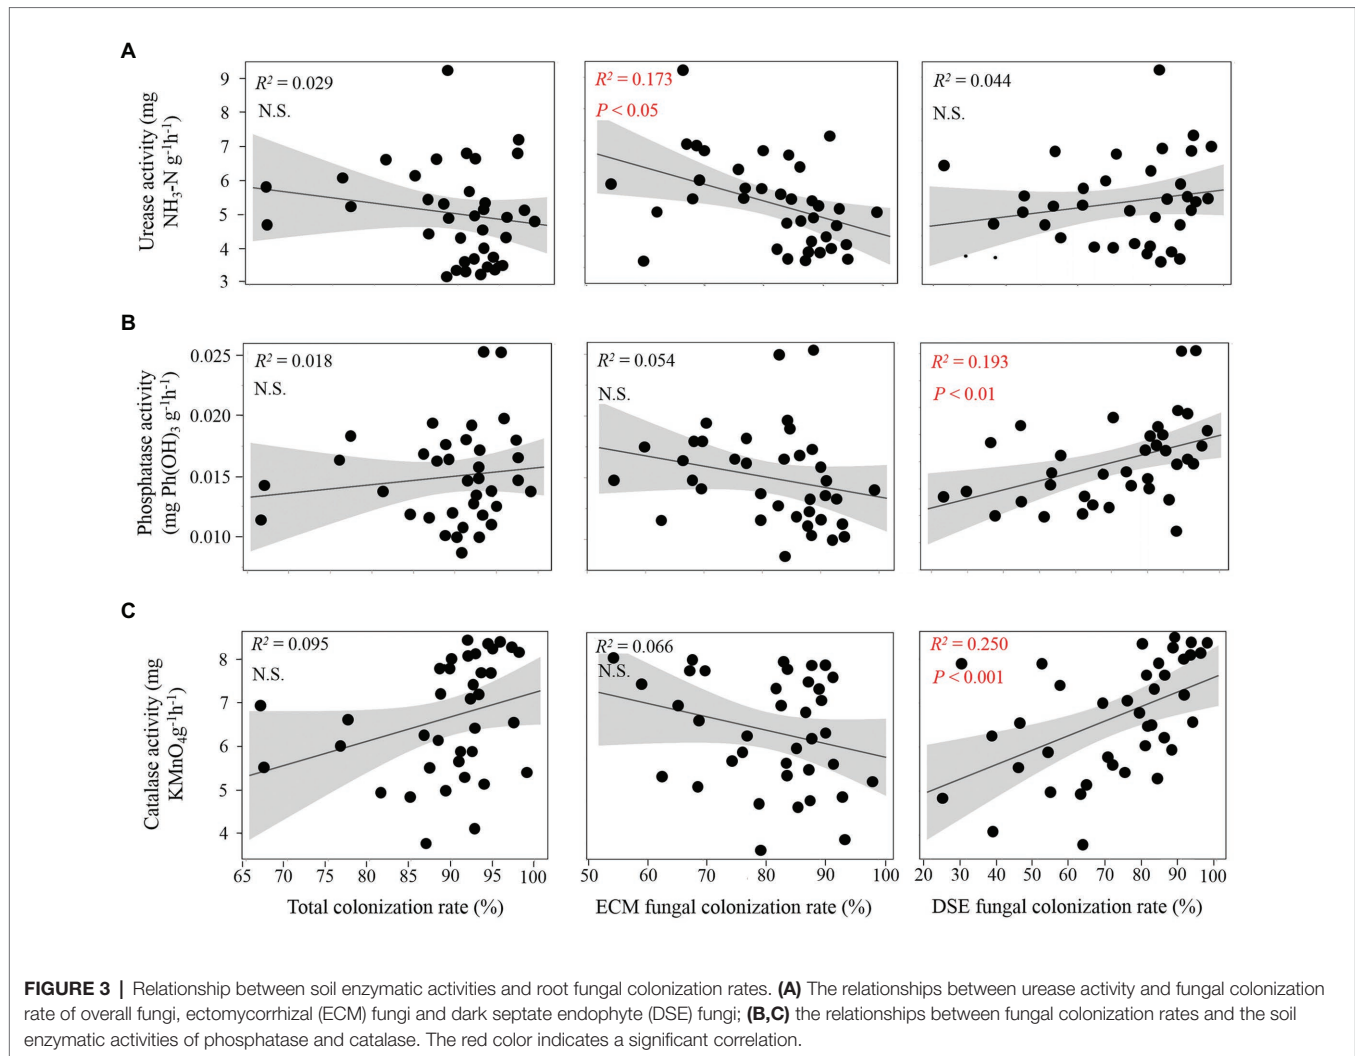 A
Urease activity (mg
NH3-N g-1h-1)
9
8
7
6
5
4
3
R² = 0.029
N.S.
R² = 0.173
P < 0.05
R² = 0.044
N.S.
B
Phosphatase activity
(mg Ph(OH)3 g-1h-1)
0.025
0.020
0.015
0.010
R² = 0.018
N.S.
R² = 0.054
N.S.
R² = 0.193
P < 0.01
C
Catalase activity (mg
KMnO4g-1h-1)
8
7
6
5
4
R² = 0.095
N.S.
R² = 0.066
N.S.
R² = 0.250
P < 0.001
65 70 75 80 85 90 95 100
50 60 70 80 90 100
20 30 40 50 60 70 80 90 100
Total colonization rate (%)
ECM fungal colonization rate (%)
DSE fungal colonization rate (%)
FIGURE 3 | Relationship between soil enzymatic activities and root fungal colonization rates. (A) The relationships between urease activity and fungal colonization
rate of overall fungi, ectomycorrhizal (ECM) fungi and dark septate endophyte (DSE) fungi; (B,C) the relationships between fungal colonization rates and the soil
enzymatic activities of phosphatase and catalase. The red color indicates a significant correlation.